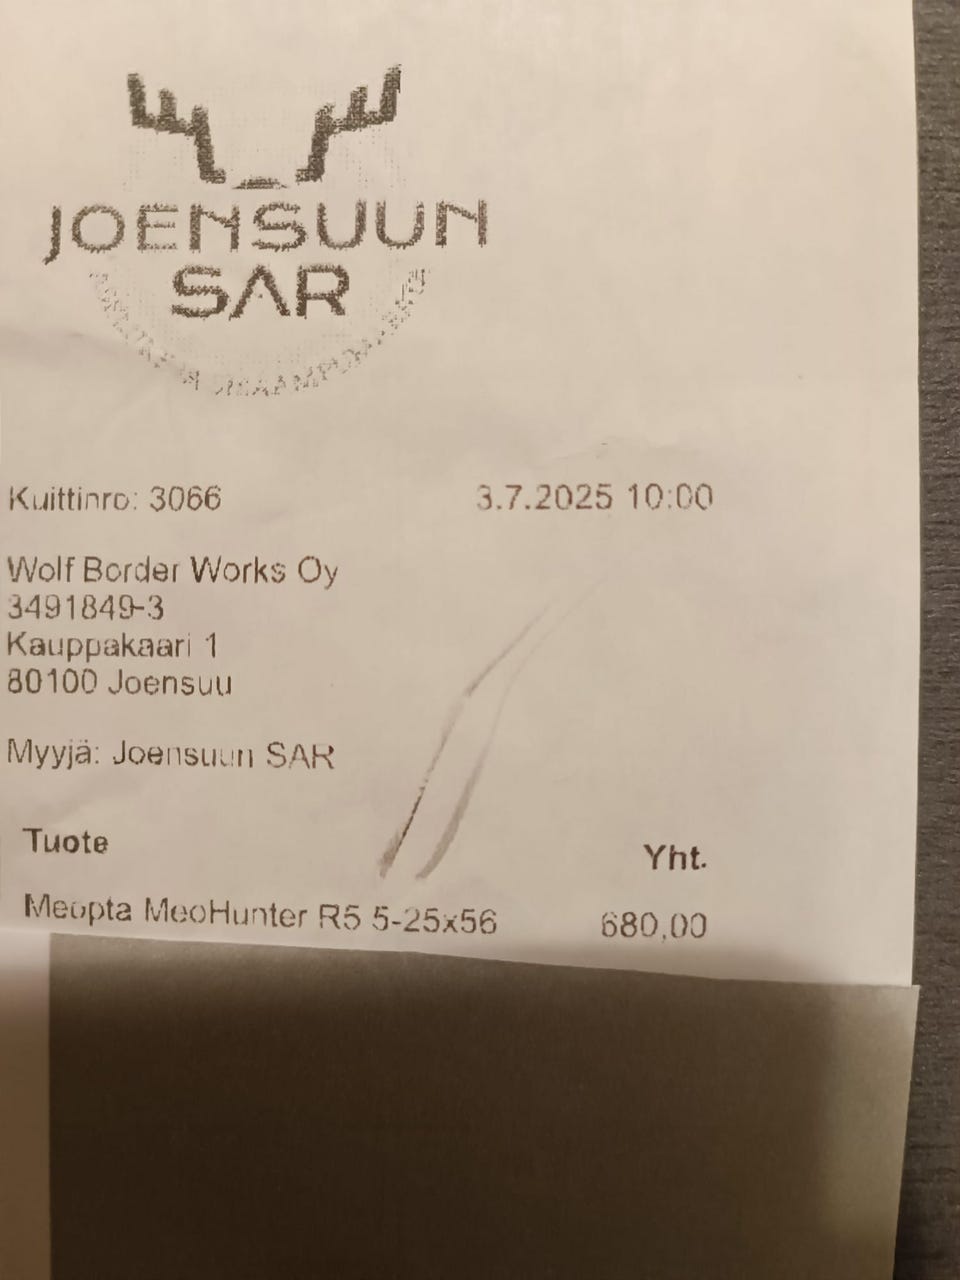 JOENSUUN
SAR
Kuittinro: 3066 3.7.2025 10:00
Wolf Border Works Oy
3491849-3
Kauppakaari 1
80100 Joensuu
Myyjä: Joensuun SAR
Tuote Yht.
Meopta MeoHunter R5 5-25x56 680,00